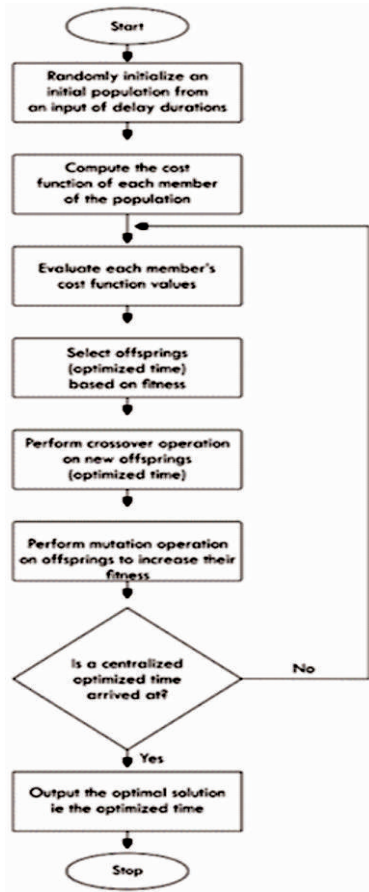 Start
Randomly initialize an
initial population from
an input of delay durations
Compute the cost
function of each member
of the population
Evaluate each member's
cost function values
Select offsprings
(optimized time)
based on fitness
Perform crossover operation
on new offsprings
(optimized time)
Perform mutation operation
on offsprings to increase their
fitness
Is a centralized
optimized time
arrived at?
No
Yes
Output the optimal solution
ie the optimized time
Stop